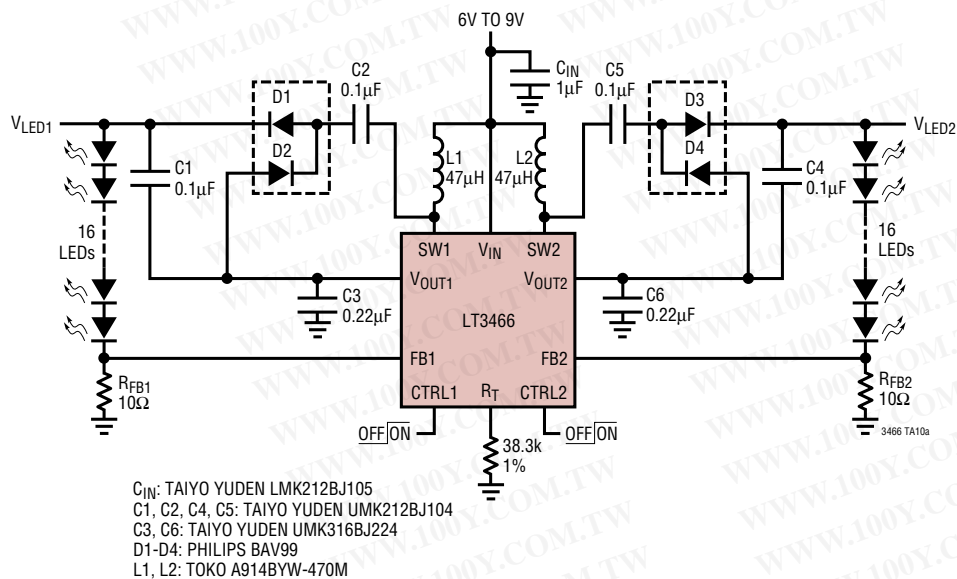 6V TO 9V
C2
0.1µF
CIN
1µF
C5
0.1µF
D1
D3
VLED1
VLED2
D2
D4
L1
47µH
L2
47µH
C1
0.1µF
C4
0.1µF
16
LEDs
16
LEDs
SW1
VIN
SW2
VOUT1
VOUT2
C3
0.22µF
C6
0.22µF
LT3466
FB1
FB2
RFB1
10Ω
CTRL1
RT
CTRL2
RFB2
10Ω
OFF ON
OFF ON
3466 TA10a
38.3k
1%
CIN: TAIYO YUDEN LMK212BJ105
C1, C2, C4, C5: TAIYO YUDEN UMK212BJ104
C3, C6: TAIYO YUDEN UMK316BJ224
D1-D4: PHILIPS BAV99
L1, L2: TOKO A914BYW-470M
WWW.100Y.COM.TW